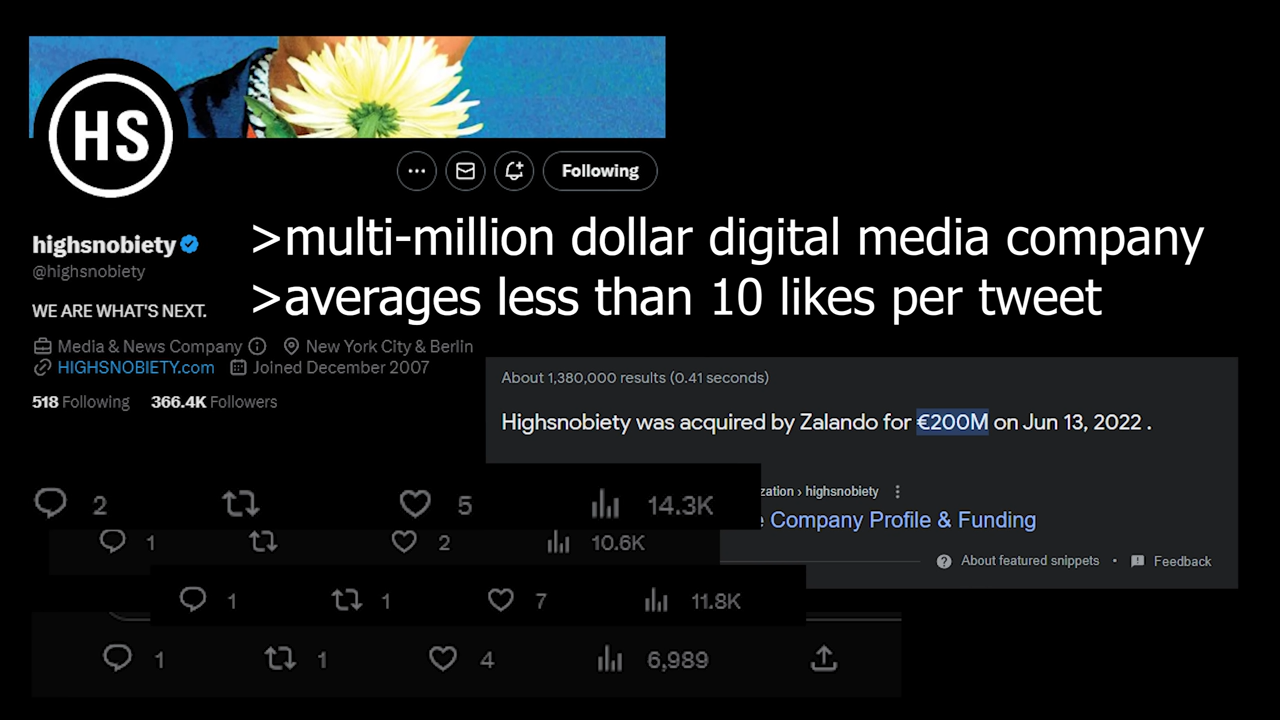 HS
Following
highsnobiety
@highsnobiety
>multi-million dollar digital media company
>averages less than 10 likes per tweet
WE ARE WHAT'S NEXT.
Media & News Company New York City & Berlin
HIGHSNOBIETY.com Joined December 2007
518 Following 366.4K Followers
About 1,380,000 results (0.41 seconds)
Highsnobiety was acquired by Zalando for €200M on Jun 13, 2022 .
zation › highsnobiety
e Company Profile & Funding
About featured snippets • Feedback
2 5 14.3K
1 2 10.6K
1 1 7 11.8K
1 1 4 6,989